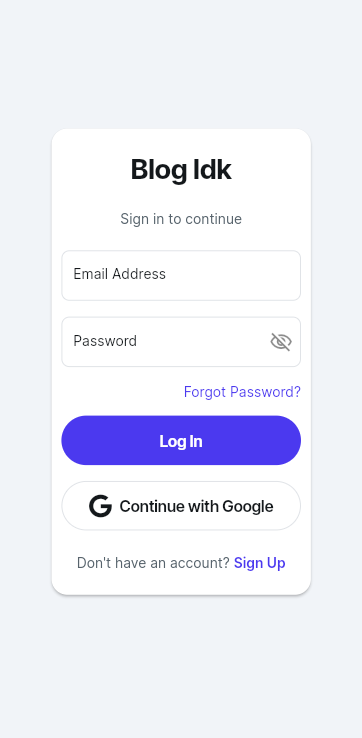 Blog Idk
Sign in to continue
Email Address
Password
Forgot Password?
Log In
Continue with Google
Don't have an account? Sign Up